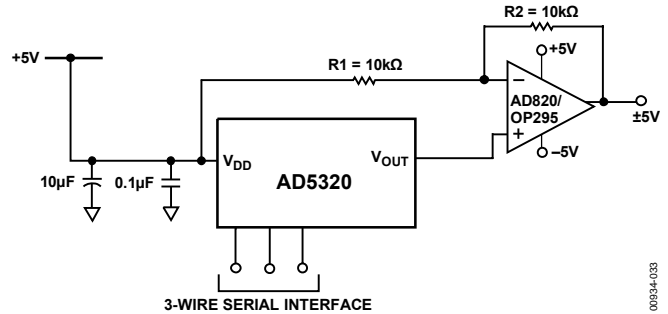 R2 = 10kΩ
+5V
R1 = 10kΩ
+5V
−
AD820/
OP295
+
±5V
−5V
VDD
VOUT
AD5320
10µF
0.1µF
3-WIRE SERIAL INTERFACE
00934-033